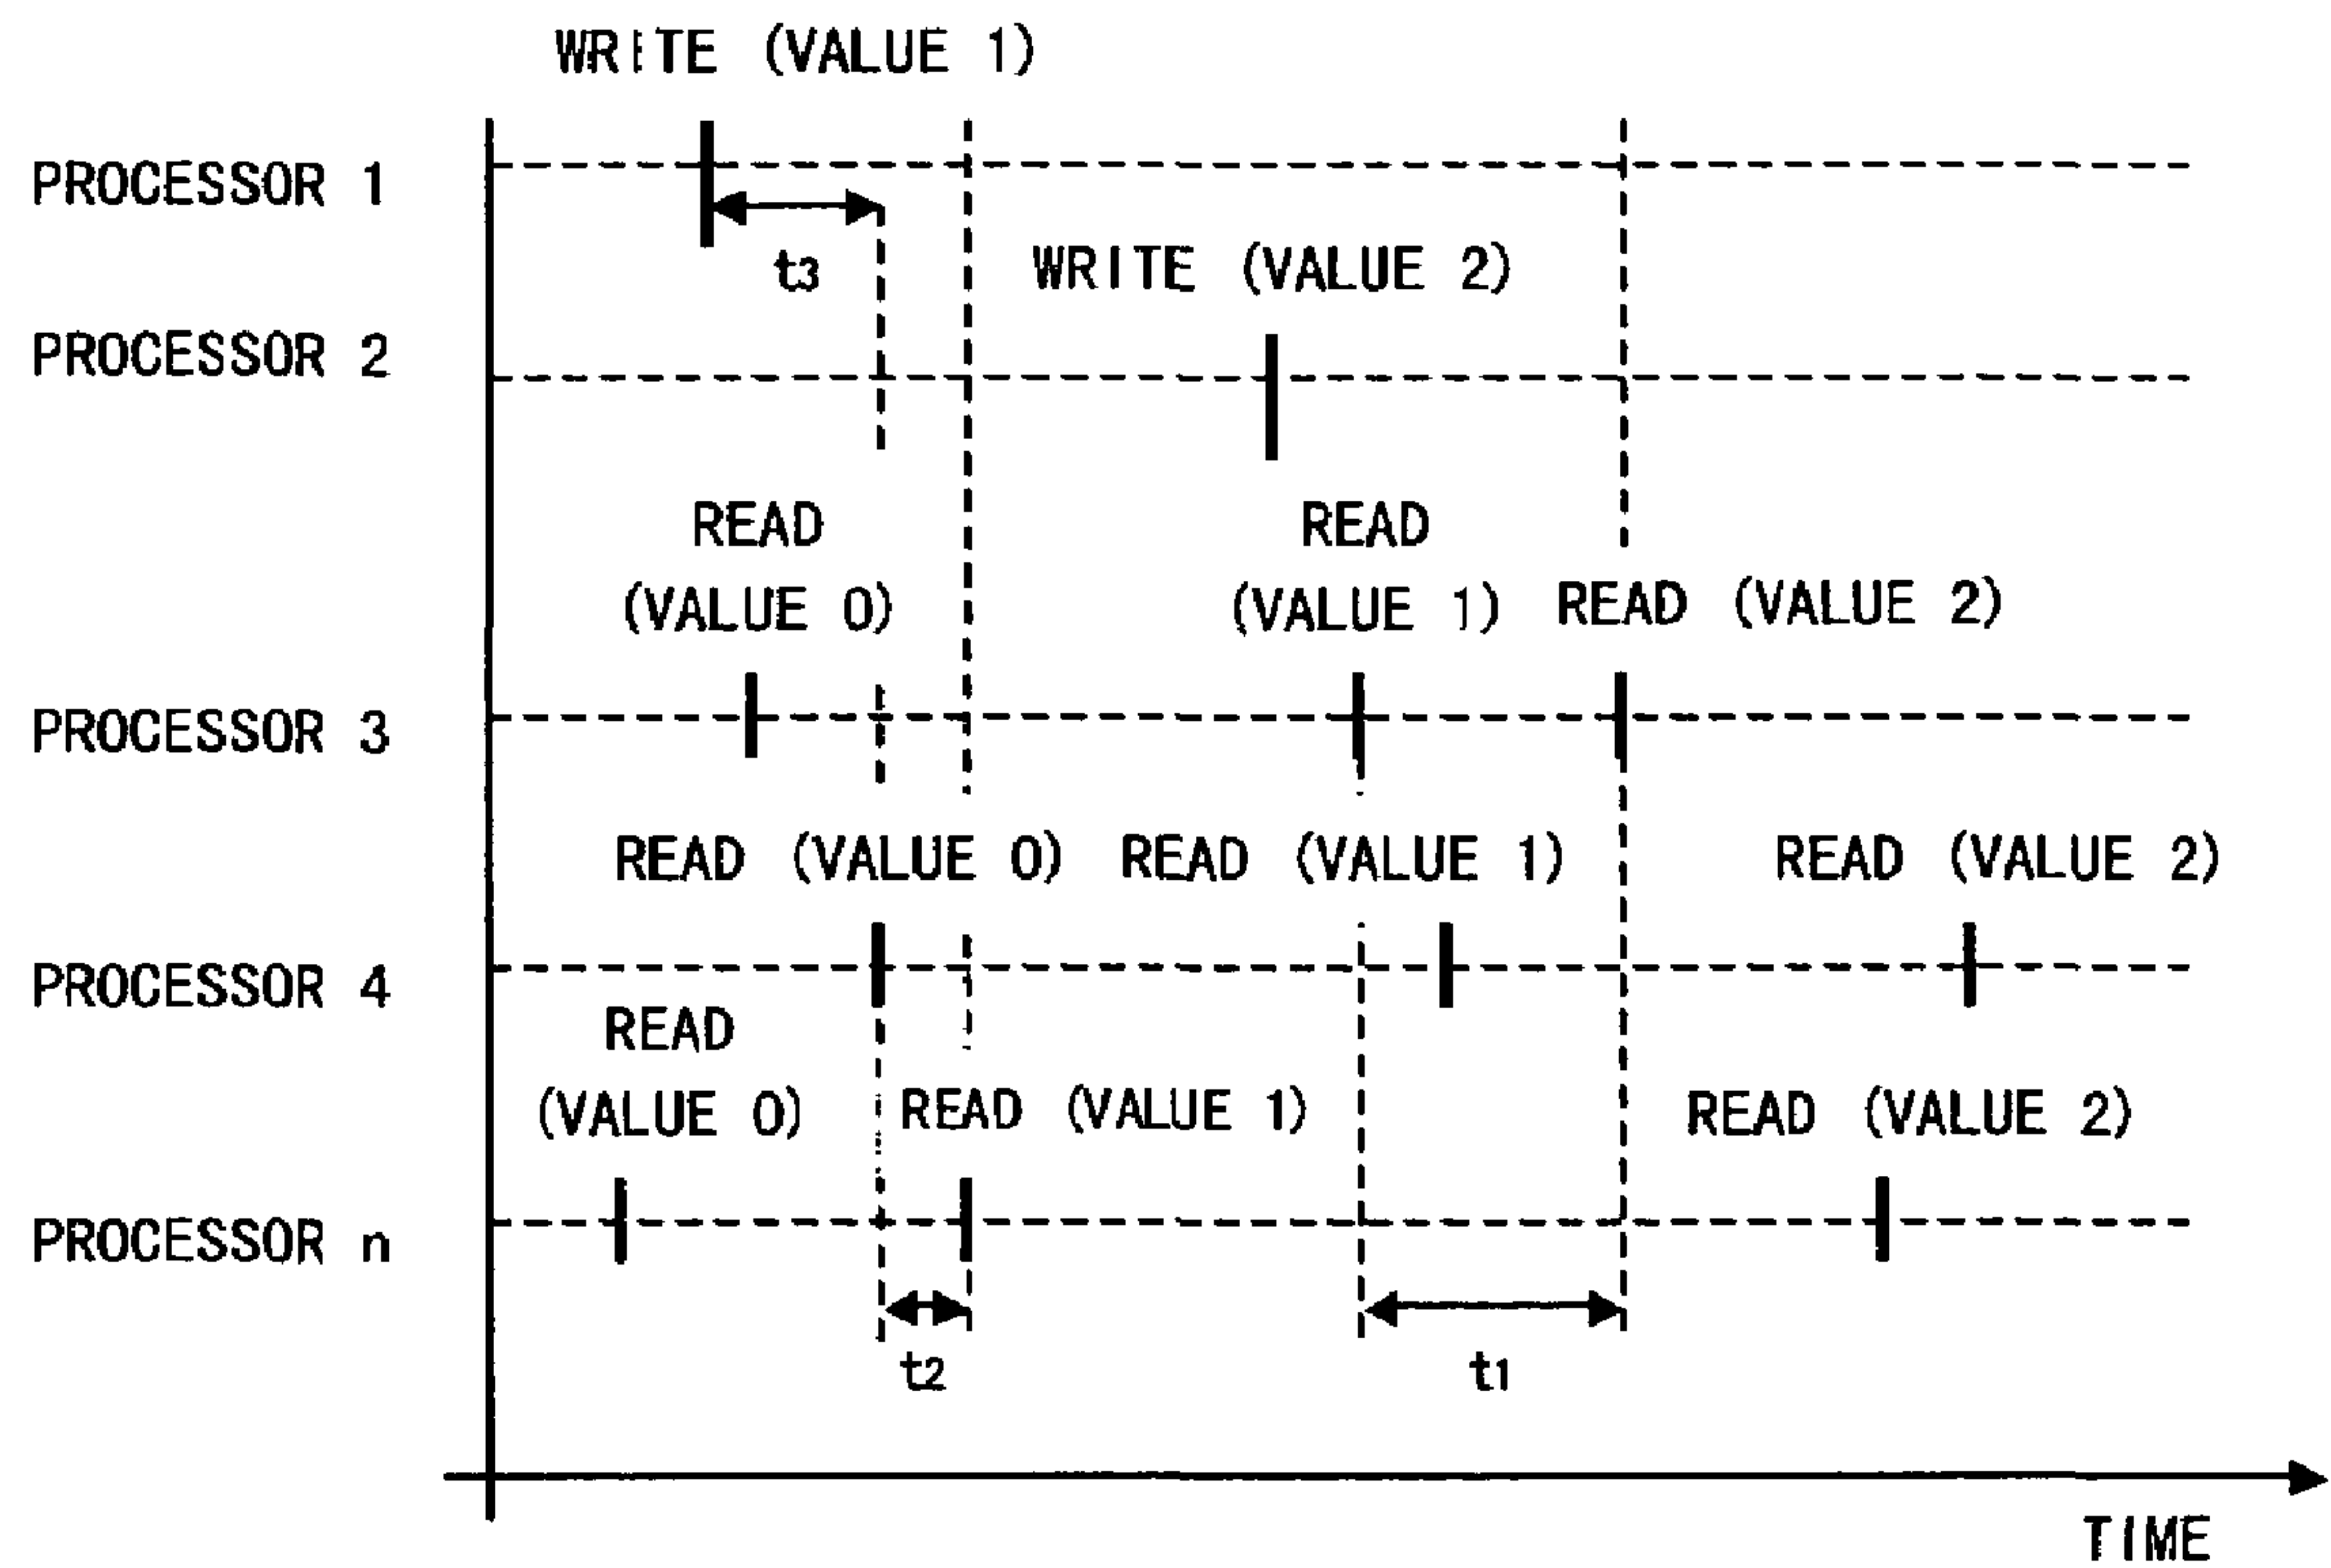 WRITE (VALUE 1)
PROCESSOR 1
t3
WRITE (VALUE 2)
PROCESSOR 2
READ
(VALUE 0)
READ
(VALUE 1)
READ (VALUE 2)
PROCESSOR 3
READ (VALUE 0)
READ (VALUE 1)
READ (VALUE 2)
PROCESSOR 4
READ
(VALUE 0)
READ (VALUE 1)
READ (VALUE 2)
PROCESSOR n
t2
t1
TIME